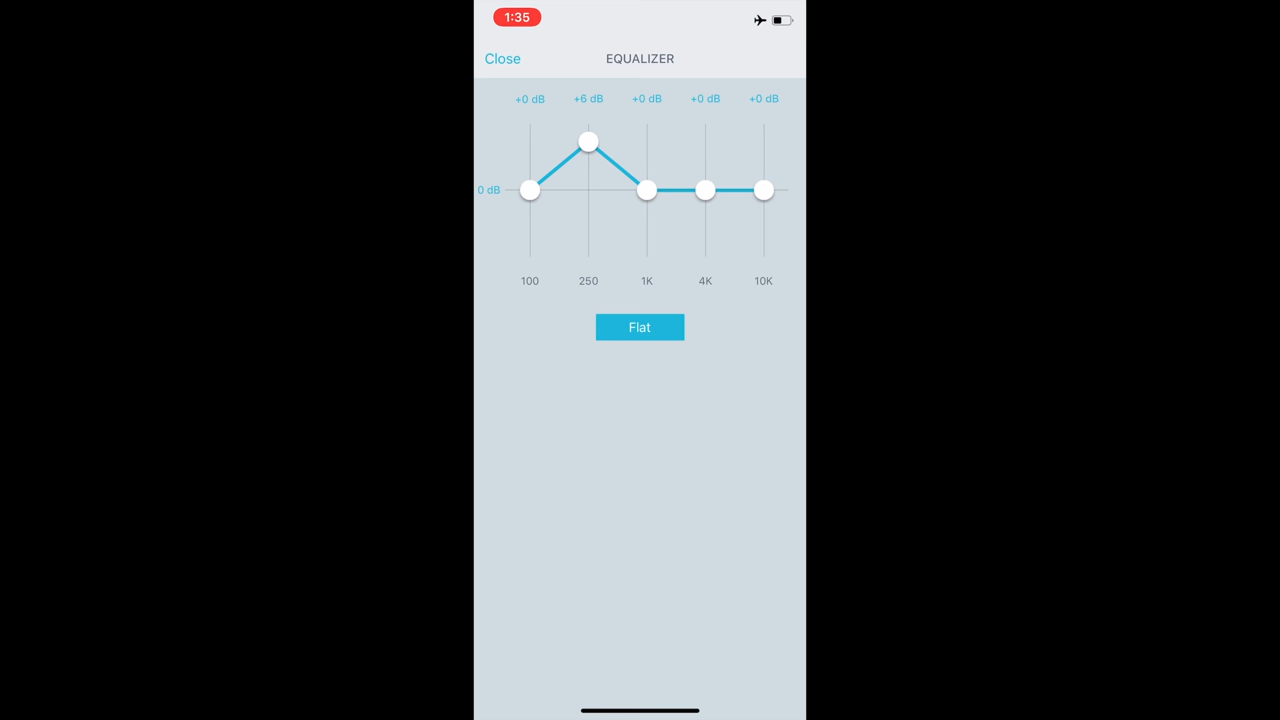 1:35
Close EQUALIZER
+0 dB +6 dB +0 dB +0 dB +0 dB
0 dB
100 250 1K 4K 10K
Flat